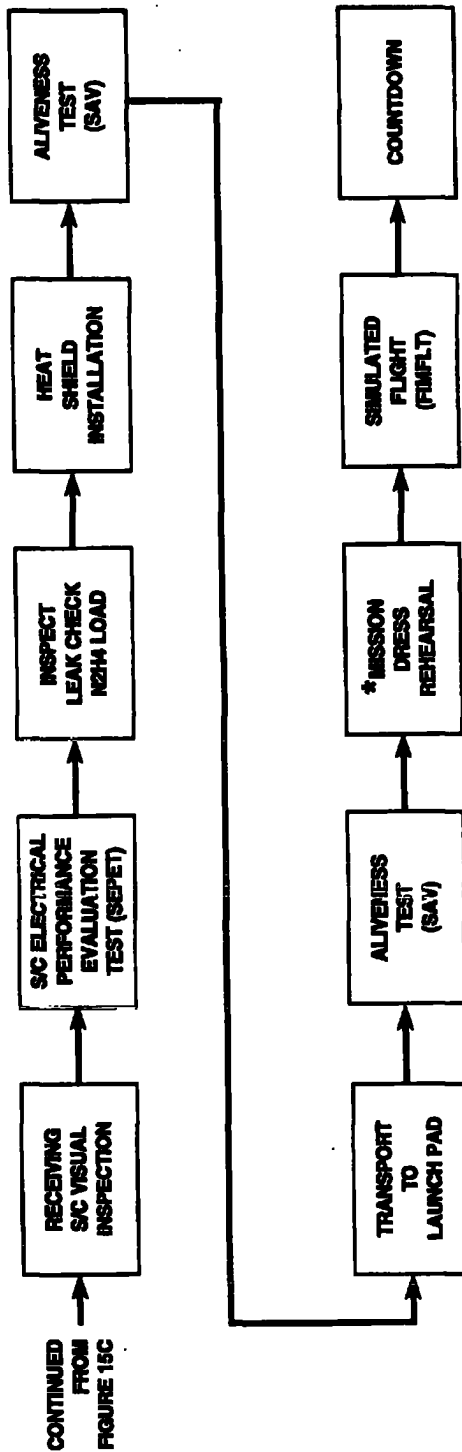 CONTINUED
FROM
FIGURE 15C
RECEIVING
S/C VISUAL
INSPECTION
S/C ELECTRICAL
PERFORMANCE
EVALUATION
TEST (SEPET)
INSPECT
LEAK CHECK
N2H4 LOAD
HEAT
SHIELD
INSTALLATION
ALIVENESS
TEST
(SAV)
TRANSPORT
TO
LAUNCH PAD
ALIVENESS
TEST
(SAV)
*MISSION
DRESS
REHEARSAL
SIMULATED
FLIGHT
(FIMFLT)
COUNTDOWN